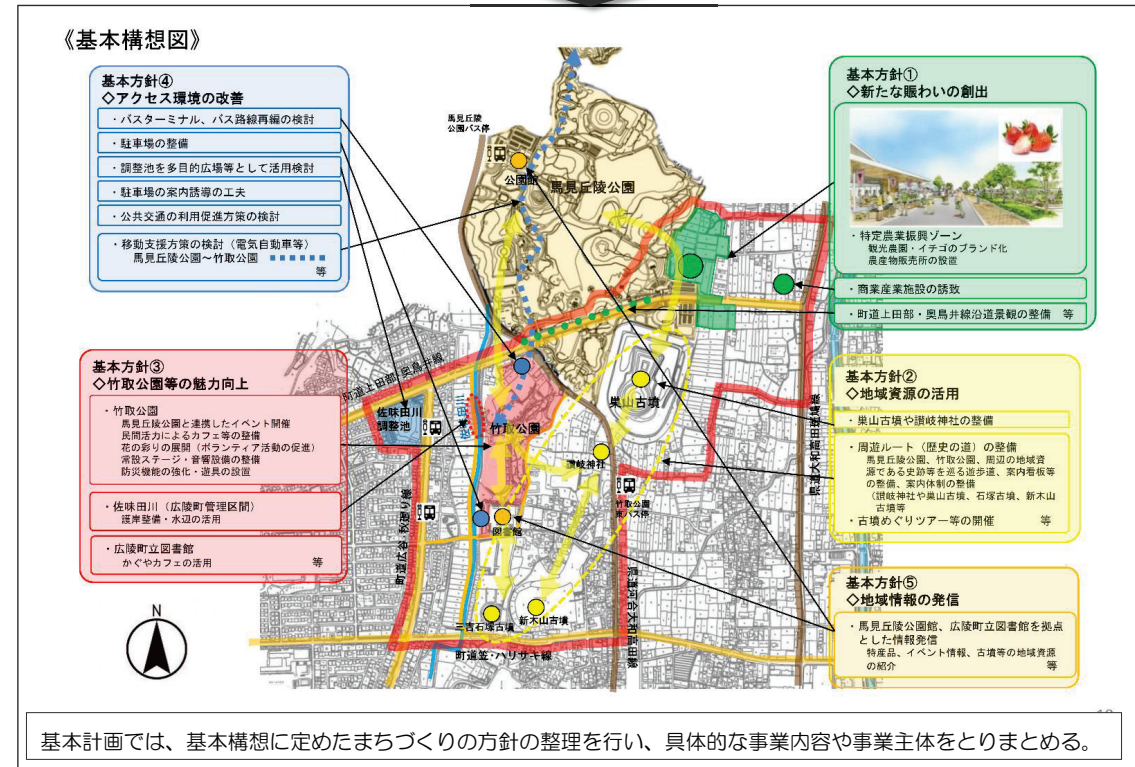 《基本構想図》
基本方針④
◇アクセス環境の改善
・バスターミナル、バス路線再編の検討
・駐車場の整備
・調整池を多目的広場等として活用検討
・駐車場の案内誘導の工夫
・公共交通の利用促進方策の検討
・移動支援方策の検討（電気自動車等）
馬見丘陵公園～竹取公園
等
基本方針③
◇竹取公園等の魅力向上
・竹取公園
馬見丘陵公園と連携したイベント開催
民間活力によるカフェ等の整備
花の彩りの展開（ボランティア活動の促進）
常設ステージ・音響設備の整備
防災機能の強化・遊具の設置
・佐味田川（広陵町管理区間）
護岸整備・水辺の活用
・広陵町立図書館
かぐやカフェの活用 等
N
馬見丘陵
公園バス停
公園館
馬見丘陵公園
町道上田部・奥鳥井線
佐味田川
調整池
佐味田川
竹取公園
巣山古墳
讃岐神社
竹取公園
東バス停
図書館
三吉石塚古墳
新木山古墳
町道笠・ハリサキ線
基本方針①
◇新たな賑わいの創出
・特定農業振興ゾーン
観光農園・イチゴのブランド化
農産物販売所の設置
・商業産業施設の誘致
・町道上田部・奥鳥井線沿道景観の整備 等
基本方針②
◇地域資源の活用
・巣山古墳や讃岐神社の整備
・周遊ルート（歴史の道）の整備
馬見丘陵公園、竹取公園、周辺の地域資
源である史跡等を巡る遊歩道、案内看板等
の整備、案内体制の整備
（讃岐神社や巣山古墳、石塚古墳、新木山
古墳等
・古墳めぐりツアー等の開催 等
基本方針⑤
◇地域情報の発信
・馬見丘陵公園館、広陵町立図書館を拠点
とした情報発信
特産品、イベント情報、古墳等の地域資源
の紹介 等
基本計画では、基本構想に定めたまちづくりの方針の整理を行い、具体的な事業内容や事業主体をとりまとめる。